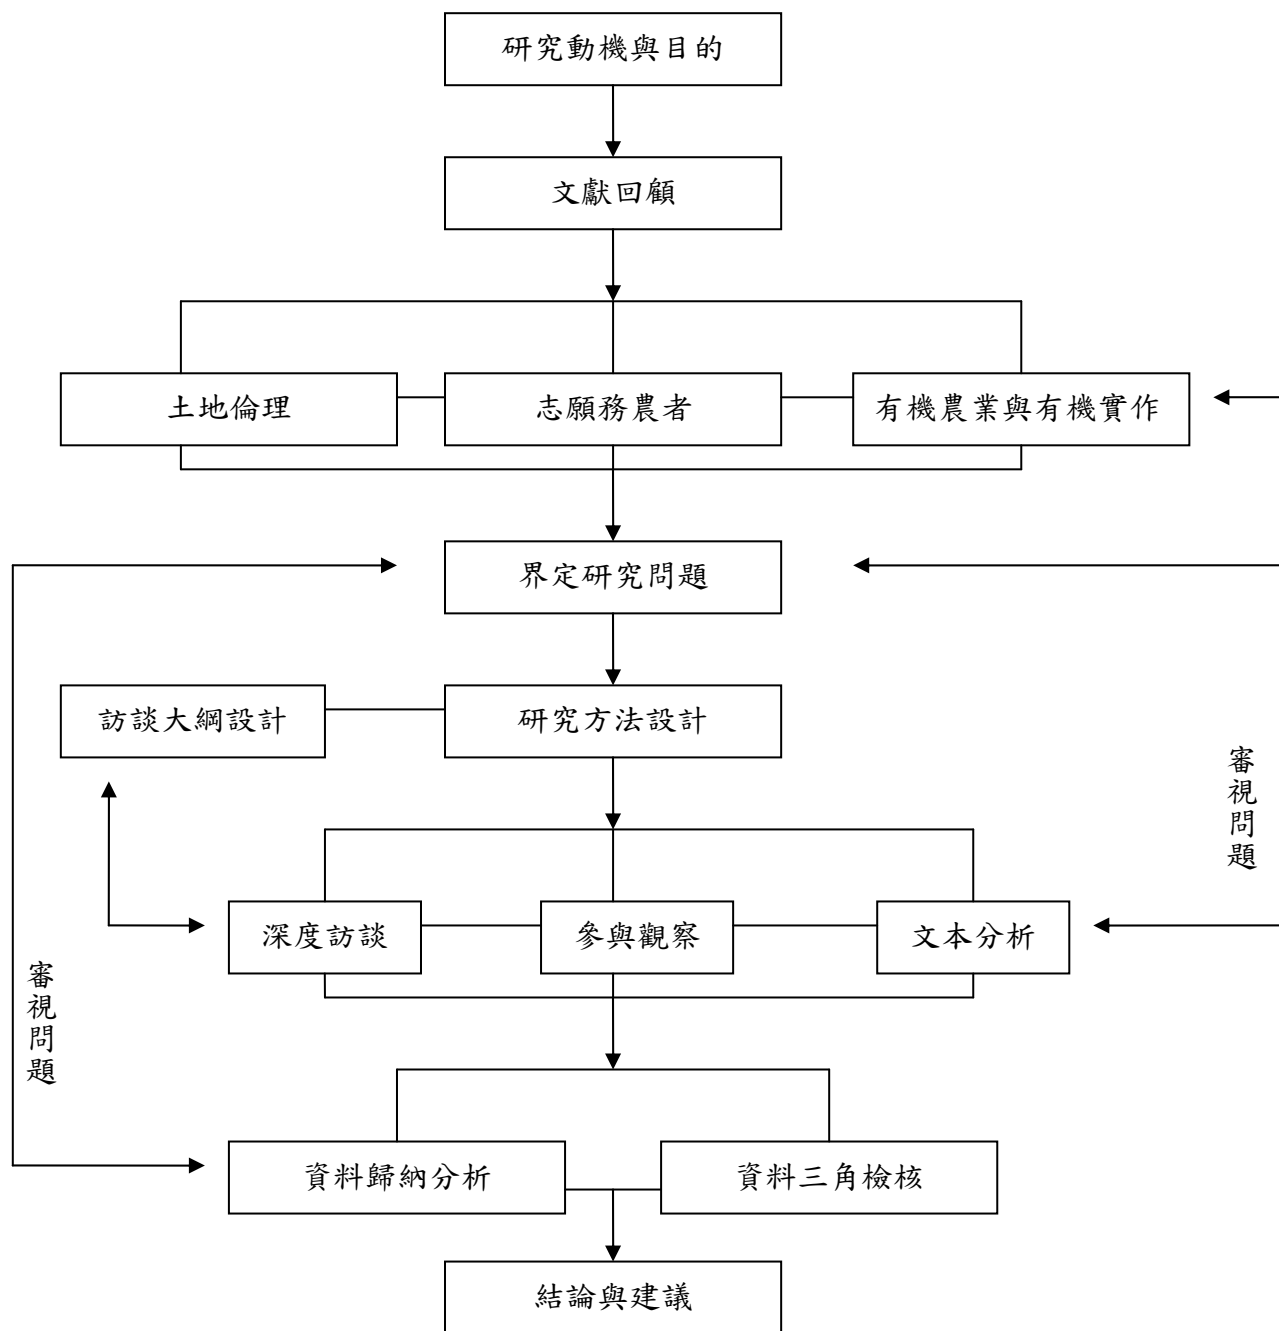 研究動機與目的
文獻回顧
土地倫理
志願務農者
有機農業與有機實作
界定研究問題
訪談大綱設計
研究方法設計
審視問題
深度訪談
參與觀察
文本分析
審視問題
資料歸納分析
資料三角檢核
結論與建議